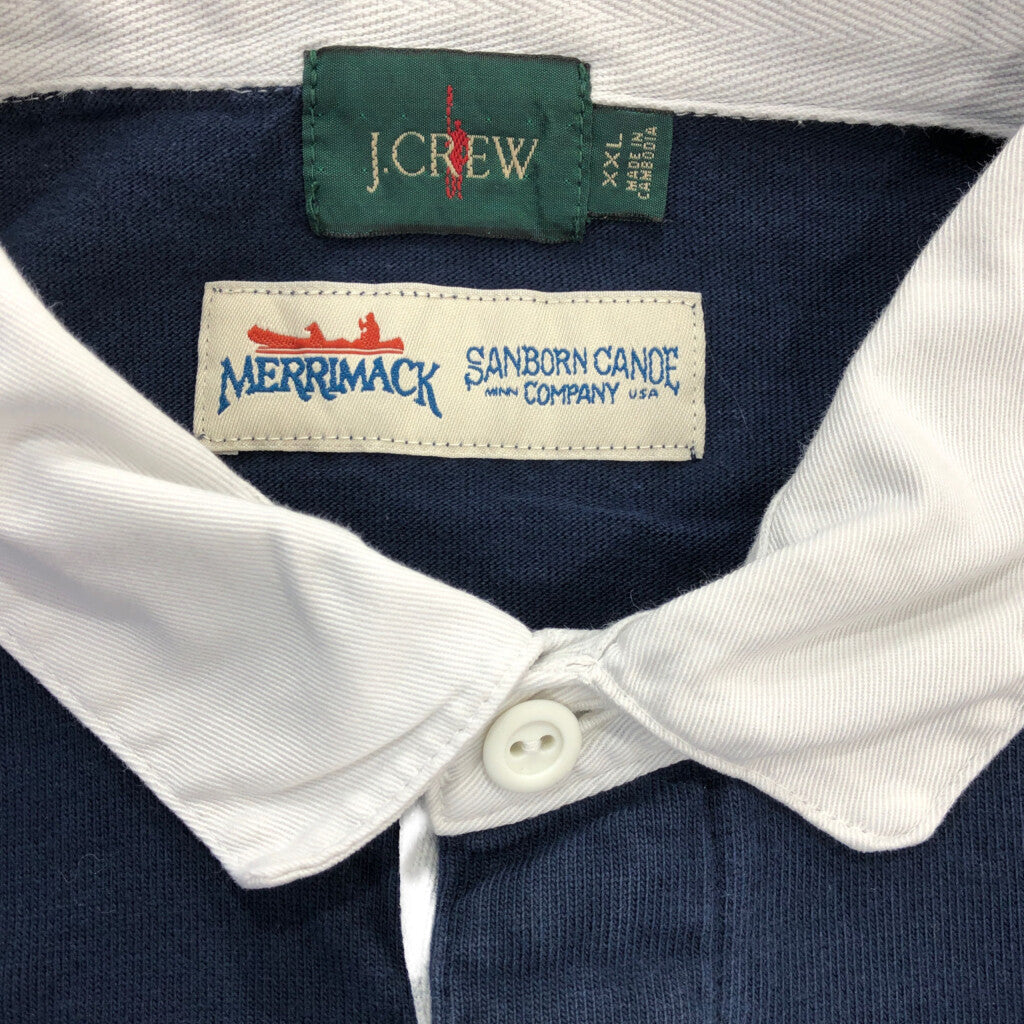 J.CREW
XXL
MADE IN
CAMBODIA
MERRIMACK
SANBORN CANOE
MINN COMPANY USA